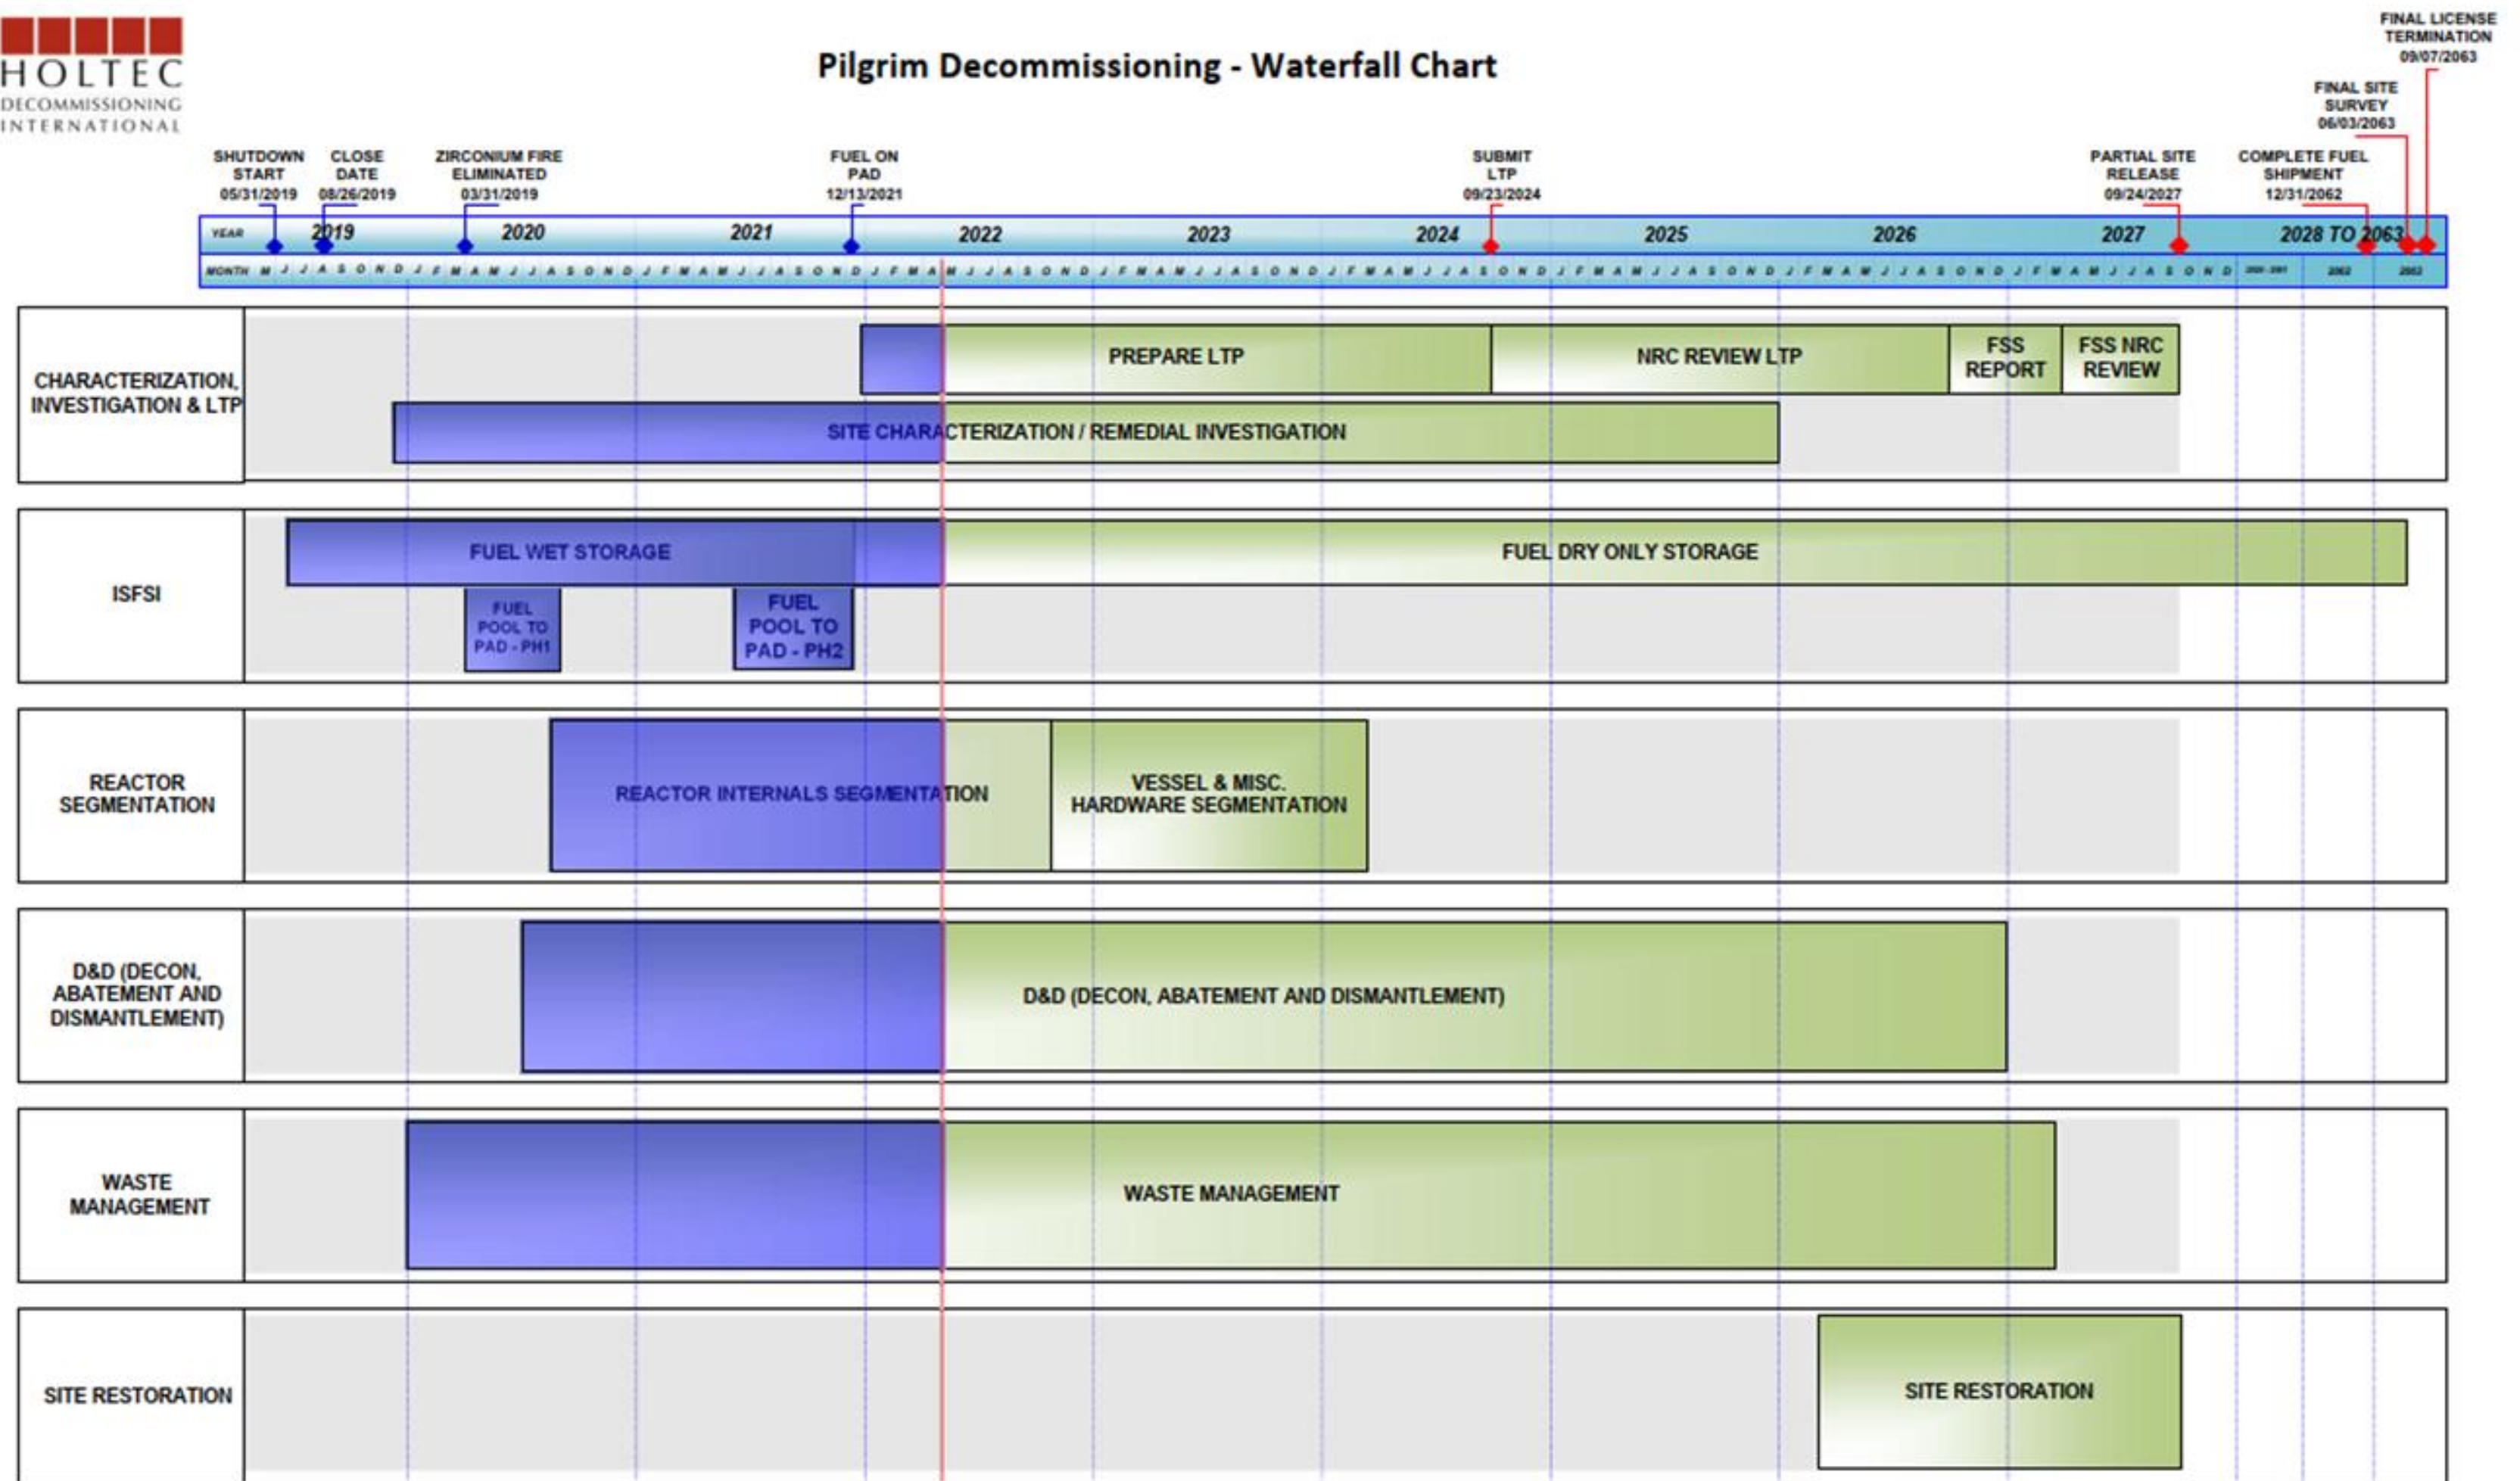 HOLTEC
DECOMMISSIONING
INTERNATIONAL
Pilgrim Decommissioning - Waterfall Chart
FINAL LICENSE
TERMINATION
09/07/2063
FINAL SITE
SURVEY
06/03/2063
SHUTDOWN
START
05/31/2019
CLOSE
DATE
08/26/2019
ZIRCONIUM FIRE
ELIMINATED
03/31/2019
FUEL ON
PAD
12/13/2021
SUBMIT
LTP
09/23/2024
PARTIAL SITE
RELEASE
09/24/2027
COMPLETE FUEL
SHIPMENT
12/31/2062
YEAR 2019 2020 2021 2022 2023 2024 2025 2026 2027 2028 TO 2063
MONTH M J J A S O N D J F M A M J J A S O N D J F M A M J J A S O N D J F M A M J J A S O N D J F M A M J J A S O N D J F M A M J J A S O N D J F M A M J J A S O N D J F M A M J J A S O N D J F M A M J J A S O N D 2062
CHARACTERIZATION,
INVESTIGATION & LTP
PREPARE LTP
NRC REVIEW LTP
FSS
REPORT
FSS NRC
REVIEW
SITE CHARACTERIZATION / REMEDIAL INVESTIGATION
ISFSI
FUEL WET STORAGE
FUEL DRY ONLY STORAGE
FUEL
POOL TO
PAD - PH1
FUEL
POOL TO
PAD - PH2
REACTOR
SEGMENTATION
REACTOR INTERNALS SEGMENTATION
VESSEL & MISC.
HARDWARE SEGMENTATION
D&D (DECON,
ABATEMENT AND
DISMANTLEMENT)
D&D (DECON, ABATEMENT AND DISMANTLEMENT)
WASTE
MANAGEMENT
WASTE MANAGEMENT
SITE RESTORATION
SITE RESTORATION